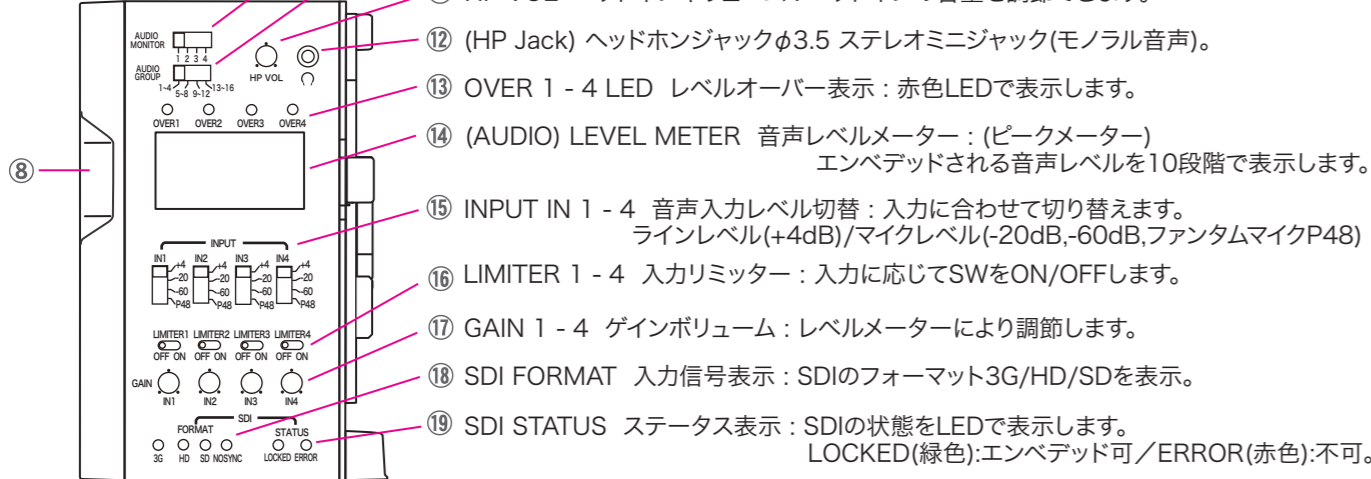 AUDIO
MONITOR
1 2 3 4
AUDIO
GROUP
1~4 5~8 9~12 13~16
HP VOL
OVER1 OVER2 OVER3 OVER4
⑧
INPUT
IN1 IN2 IN3 IN4
+4 +4 +4 +4
-20 -20 -20 -20
-60 -60 -60 -60
P48 P48 P48 P48
LIMITER1 LIMITER2 LIMITER3 LIMITER4
OFF ON OFF ON OFF ON OFF ON
GAIN
IN1 IN2 IN3 IN4
SDI
FORMAT STATUS
3G HD SD NOSYNC LOCKED ERROR
⑫ (HP Jack) ヘッドホンジャックφ3.5 ステレオミニジャック(モノラル音声)。
⑬ OVER 1 - 4 LED レベルオーバー表示 : 赤色LEDで表示します。
⑭ (AUDIO) LEVEL METER 音声レベルメーター : (ピークメーター)
エンベデッドされる音声レベルを10段階で表示します。
⑮ INPUT IN 1 - 4 音声入力レベル切替 : 入力に合わせて切り替えます。
ラインレベル(+4dB)/マイクレベル(-20dB,-60dB,ファンタムマイクP48)
⑯ LIMITER 1 - 4 入力リミッター : 入力に応じてSWをON/OFFします。
⑰ GAIN 1 - 4 ゲインボリューム : レベルメーターにより調節します。
⑱ SDI FORMAT 入力信号表示 : SDIのフォーマット3G/HD/SDを表示。
⑲ SDI STATUS ステータス表示 : SDIの状態をLEDで表示します。
LOCKED(緑色):エンベデッド可／ERROR(赤色):不可。